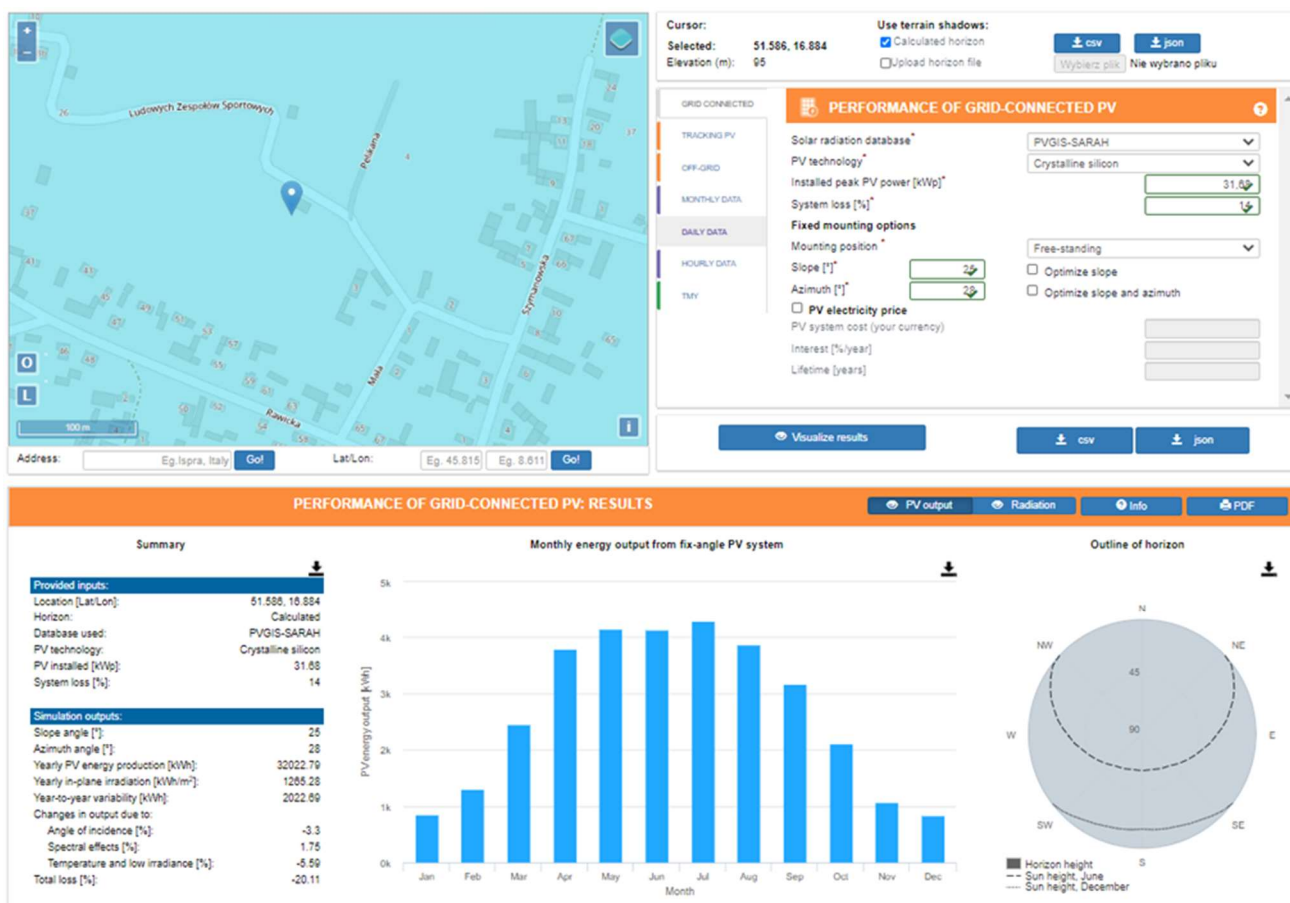 +
−
Ludowych Zespołów Sportowych
Pelikana
Szymanowska
Mała
Rawicka
26
4
37
O
L
100 m
i
Address:
Eg.Ispra, Italy
Go!
Lat/Lon:
Eg. 45.815
Eg. 8.611
Go!
Cursor:
Selected: 51.586, 16.884
Elevation (m): 95
Use terrain shadows:
Calculated horizon
Upload horizon file
csv
json
Wybierz plik Nie wybrano pliku
GRID CONNECTED
TRACKING PV
OFF-GRID
MONTHLY DATA
DAILY DATA
HOURLY DATA
TMY
PERFORMANCE OF GRID-CONNECTED PV
?
Solar radiation database* PVGIS-SARAH
PV technology* Crystalline silicon
Installed peak PV power [kWp]* 31,68
System loss [%]* 14
Fixed mounting options
Mounting position * Free-standing
Slope [°]* 25 Optimize slope
Azimuth [°]* 28 Optimize slope and azimuth
PV electricity price
PV system cost (your currency)
Interest [%/year]
Lifetime [years]
Visualize results
csv
json
PERFORMANCE OF GRID-CONNECTED PV: RESULTS
PV output
Radiation
Info
PDF
Summary
Provided inputs:
Location [Lat/Lon]: 51.586, 16.884
Horizon: Calculated
Database used: PVGIS-SARAH
PV technology: Crystalline silicon
PV installed [kWp]: 31.68
System loss [%]: 14
Simulation outputs:
Slope angle [°]: 25
Azimuth angle [°]: 28
Yearly PV energy production [kWh]: 32022.79
Yearly in-plane irradiation [kWh/m²]: 1265.28
Year-to-year variability [kWh]: 2022.69
Changes in output due to:
Angle of incidence [%]: -3.3
Spectral effects [%]: 1.75
Temperature and low irradiance [%]: -5.59
Total loss [%]: -20.11
Monthly energy output from fix-angle PV system
PV energy output [kWh]
5k
4k
3k
2k
1k
0k
Jan Feb Mar Apr May Jun Jul Aug Sep Oct Nov Dec
Month
Outline of horizon
N
NW NE
45
90
W E
SW SE
S
Horizon height
Sun height, June
Sun height, December